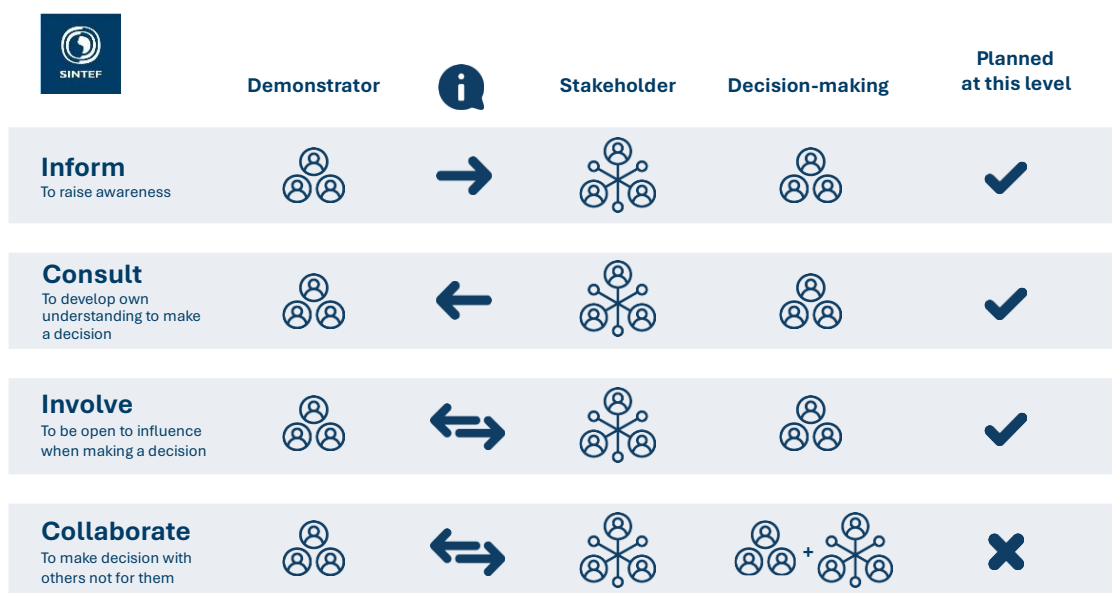 SINTEF
Demonstrator
i
Stakeholder
Decision-making
Planned
at this level
Inform
To raise awareness
Consult
To develop own
understanding to make
a decision
Involve
To be open to influence
when making a decision
Collaborate
To make decision with
others not for them
+